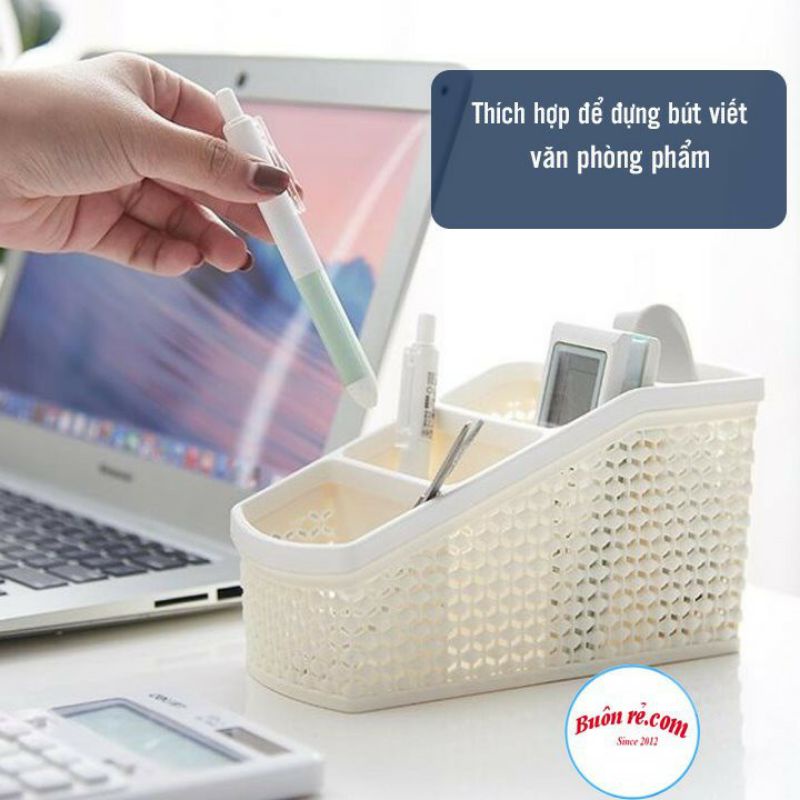 Thích hợp để đựng bút viết
văn phòng phẩm
Buôn rẻ.com
Since 2012